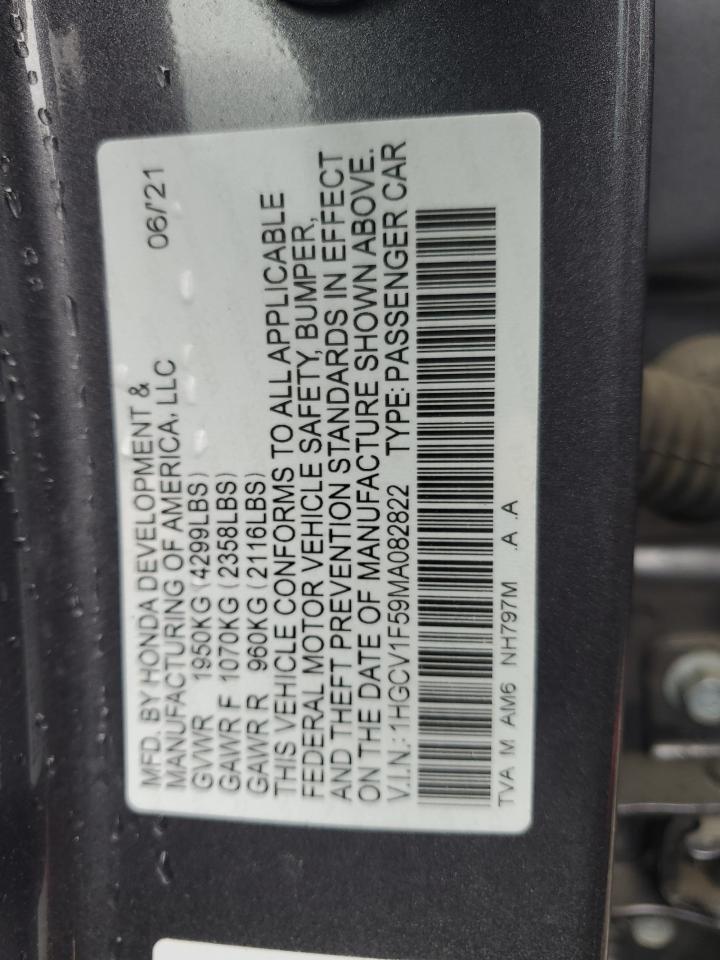 MFD. BY HONDA DEVELOPMENT &
MANUFACTURING OF AMERICA, LLC 06/'21
GVWR 1950KG (4299LBS)
GAWR F 1070KG (2358LBS)
GAWR R 960KG (2116LBS)
THIS VEHICLE CONFORMS TO ALL APPLICABLE
FEDERAL MOTOR VEHICLE SAFETY, BUMPER,
AND THEFT PREVENTION STANDARDS IN EFFECT
ON THE DATE OF MANUFACTURE SHOWN ABOVE.
V.I.N.: 1HGCV1F59MA082822 TYPE: PASSENGER CAR
TVA M AM6 NH797M .A .A